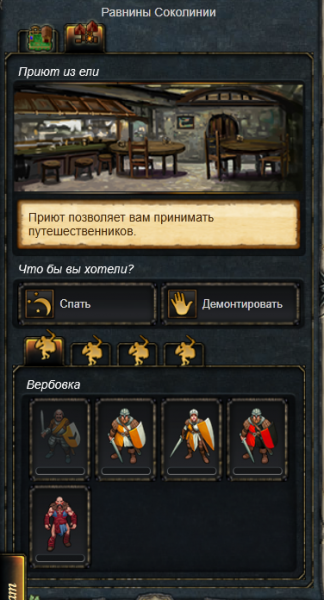 Равнины Соколинии
Приют из ели
Приют позволяет вам принимать
путешественников.
Что бы вы хотели?
Спать
Демонтировать
Вербовка